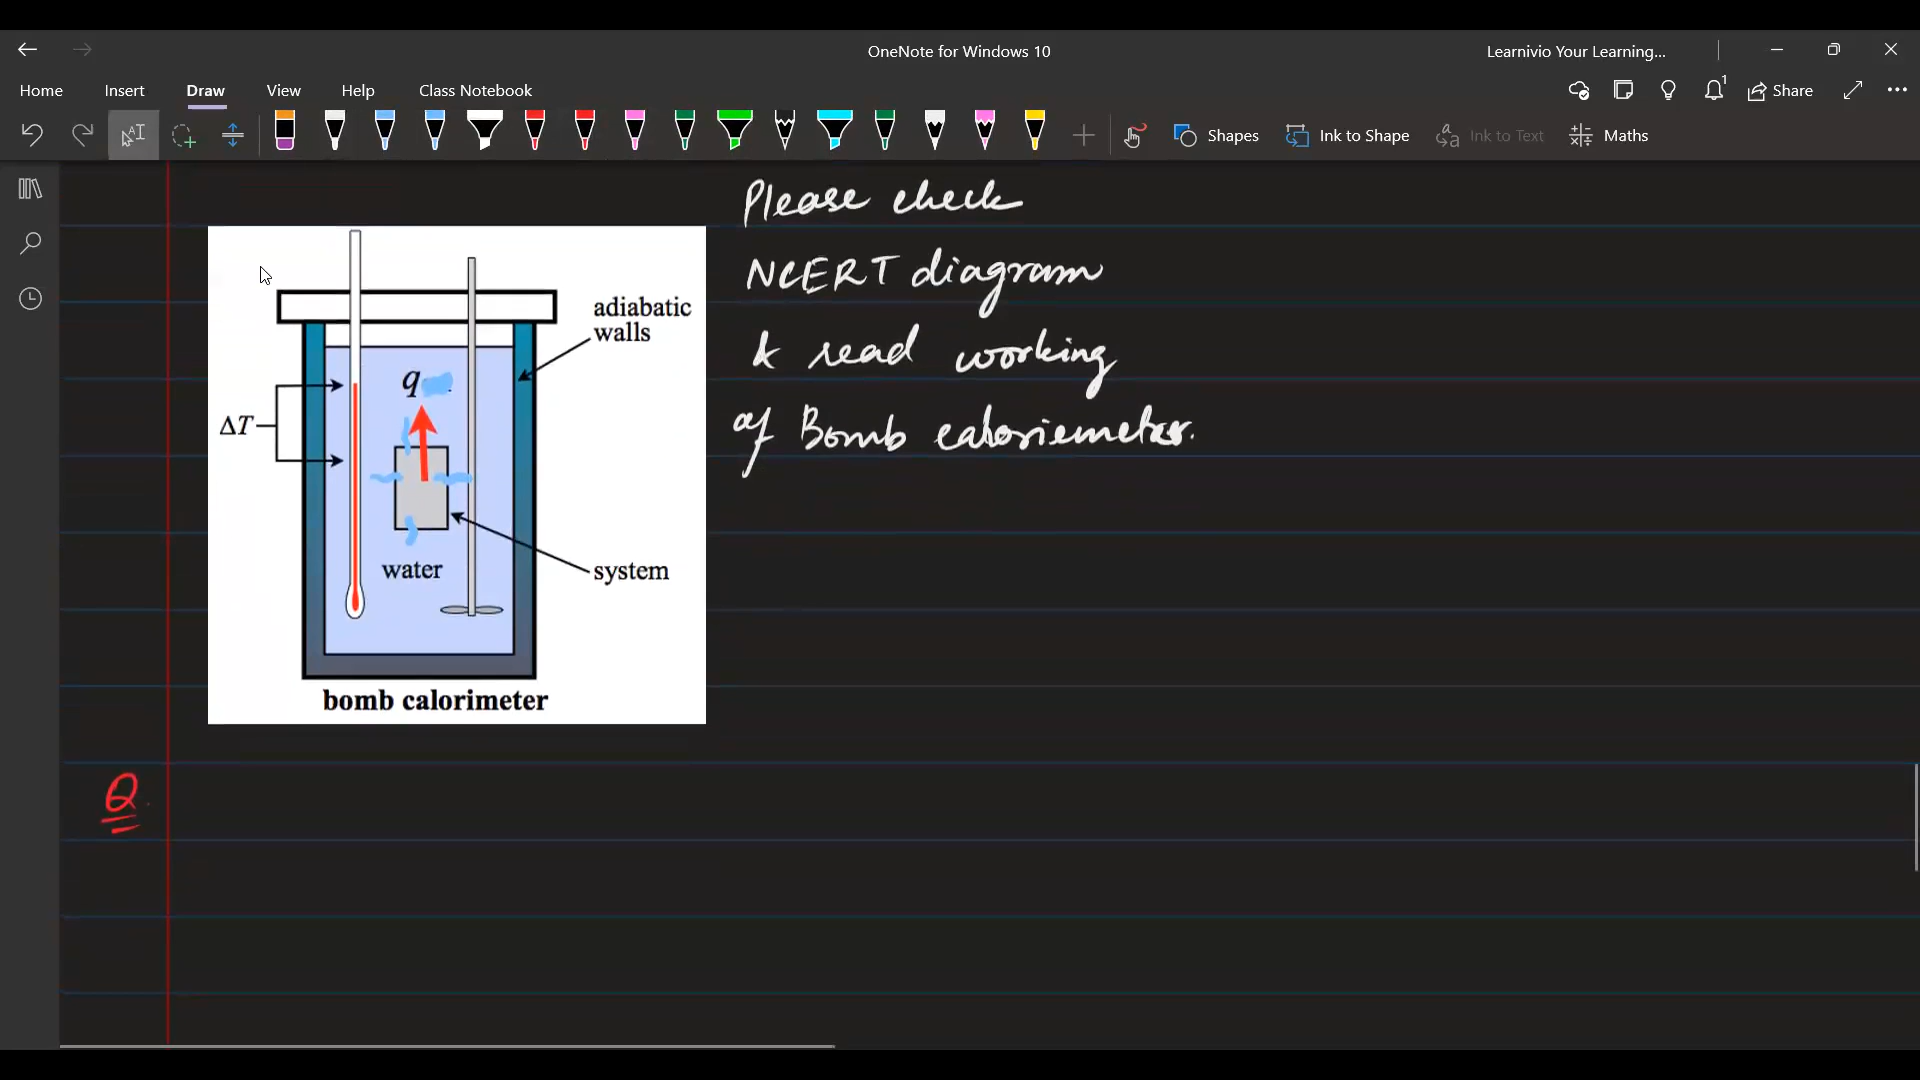 OneNote for Windows 10
Learnivio Your Learning...
Home Insert Draw View Help Class Notebook
1
Share
Shapes
Ink to Shape
Ink to Text
Maths
Please check
NCERT diagram
& read working
of Bomb caloriemeter.
adiabatic
walls
q
ΔT
water
system
bomb calorimeter
Q